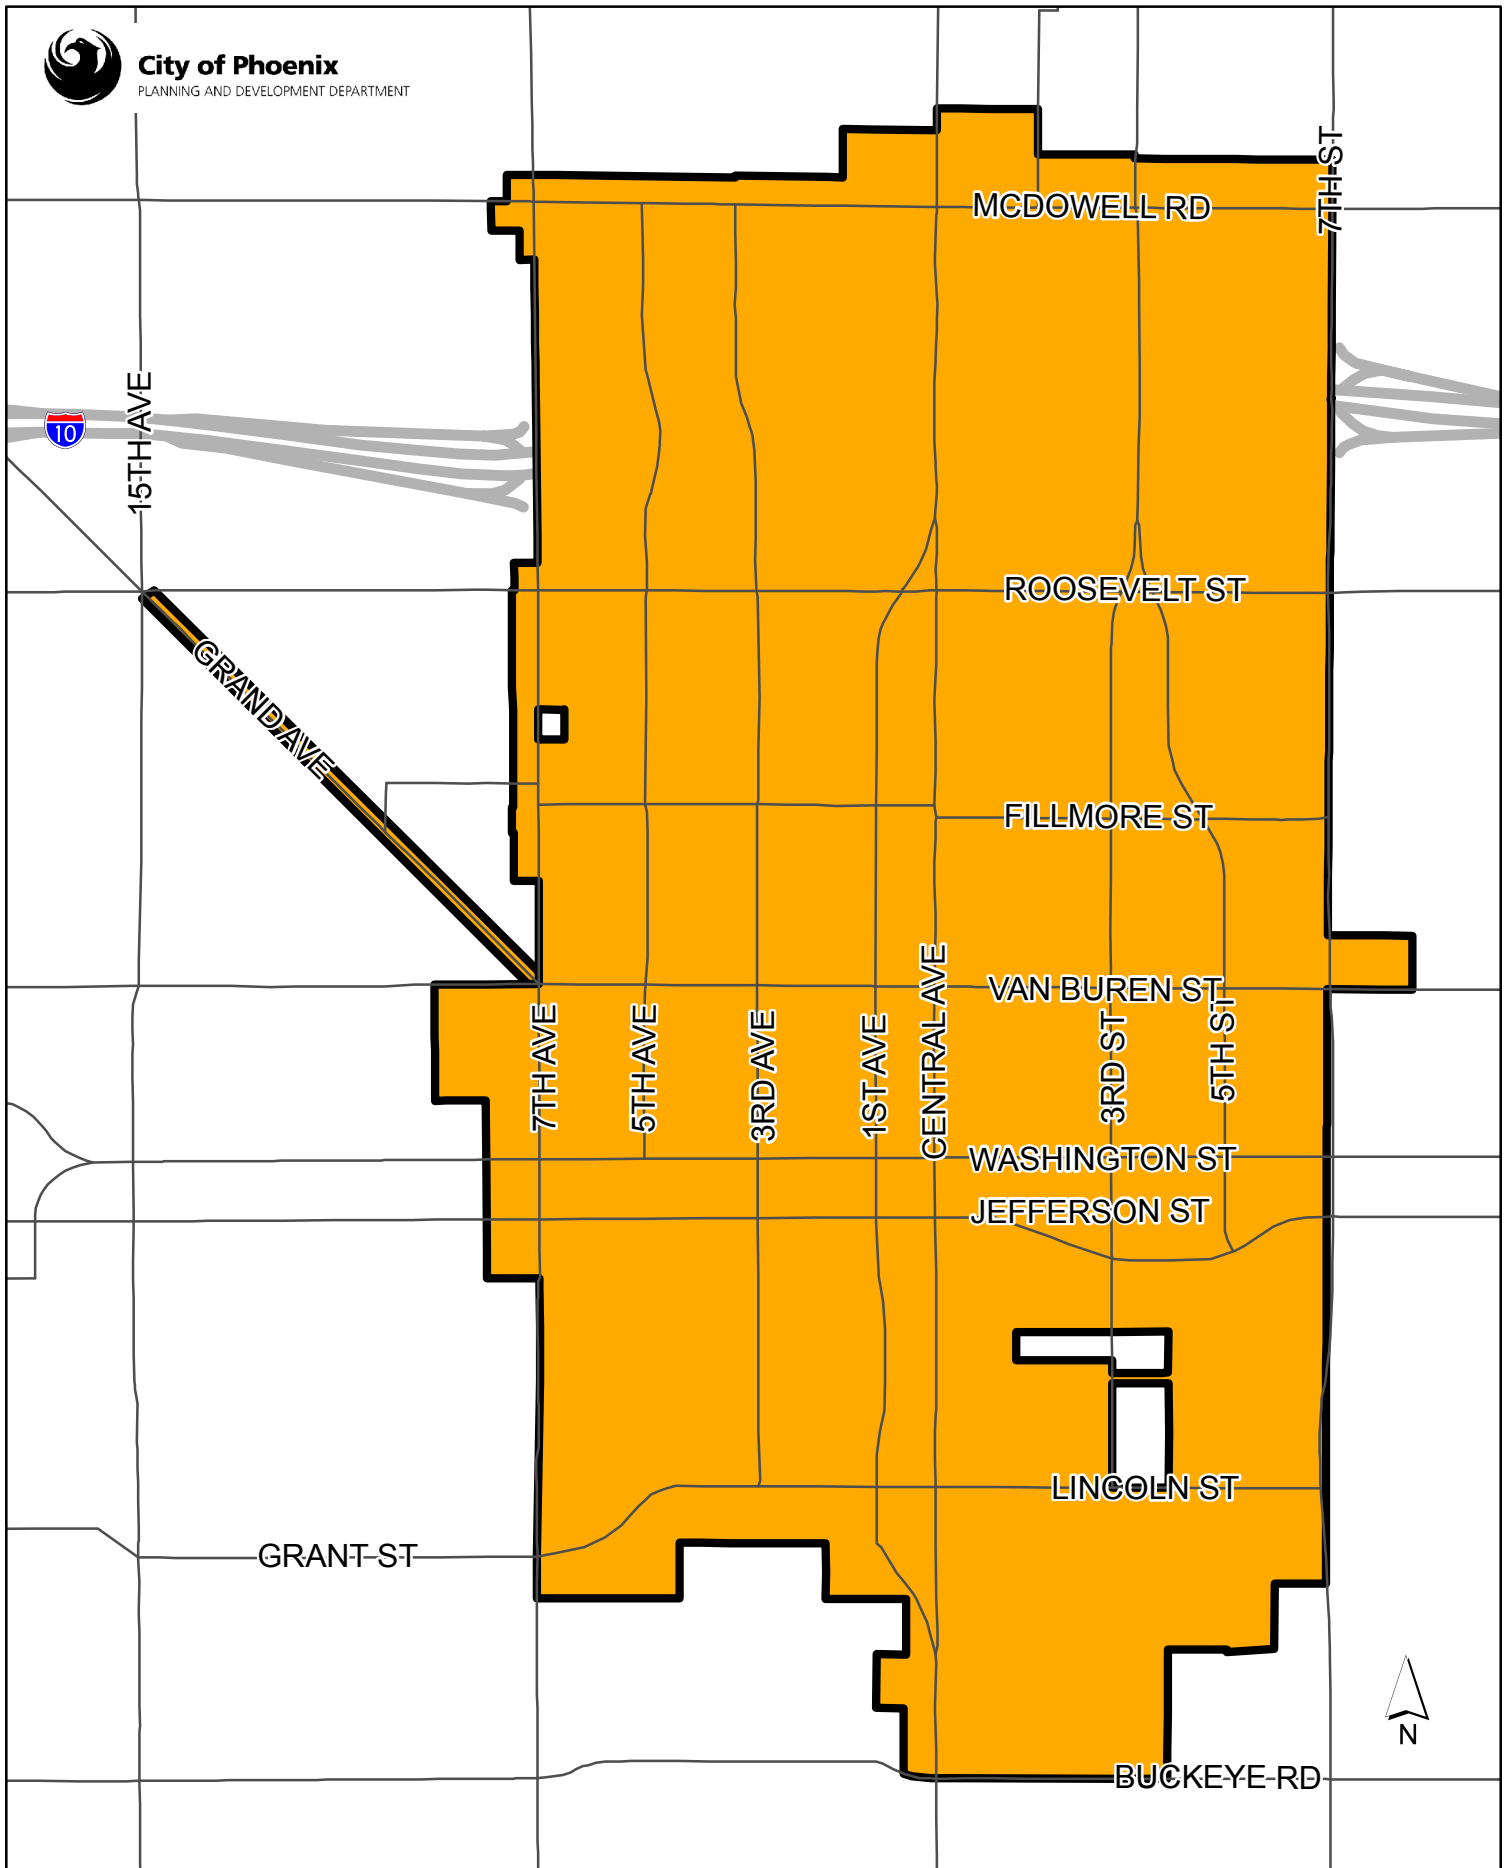 City of Phoenix
PLANNING AND DEVELOPMENT DEPARTMENT
7TH ST
MCDOWELL RD
15TH AVE
10
ROOSEVELT ST
GRAND AVE
FILLMORE ST
VAN BUREN ST
7TH AVE
5TH AVE
3RD AVE
1ST AVE
CENTRAL AVE
3RD ST
5TH ST
WASHINGTON ST
JEFFERSON ST
LINCOLN ST
GRANT ST
N
BUCKEYE RD